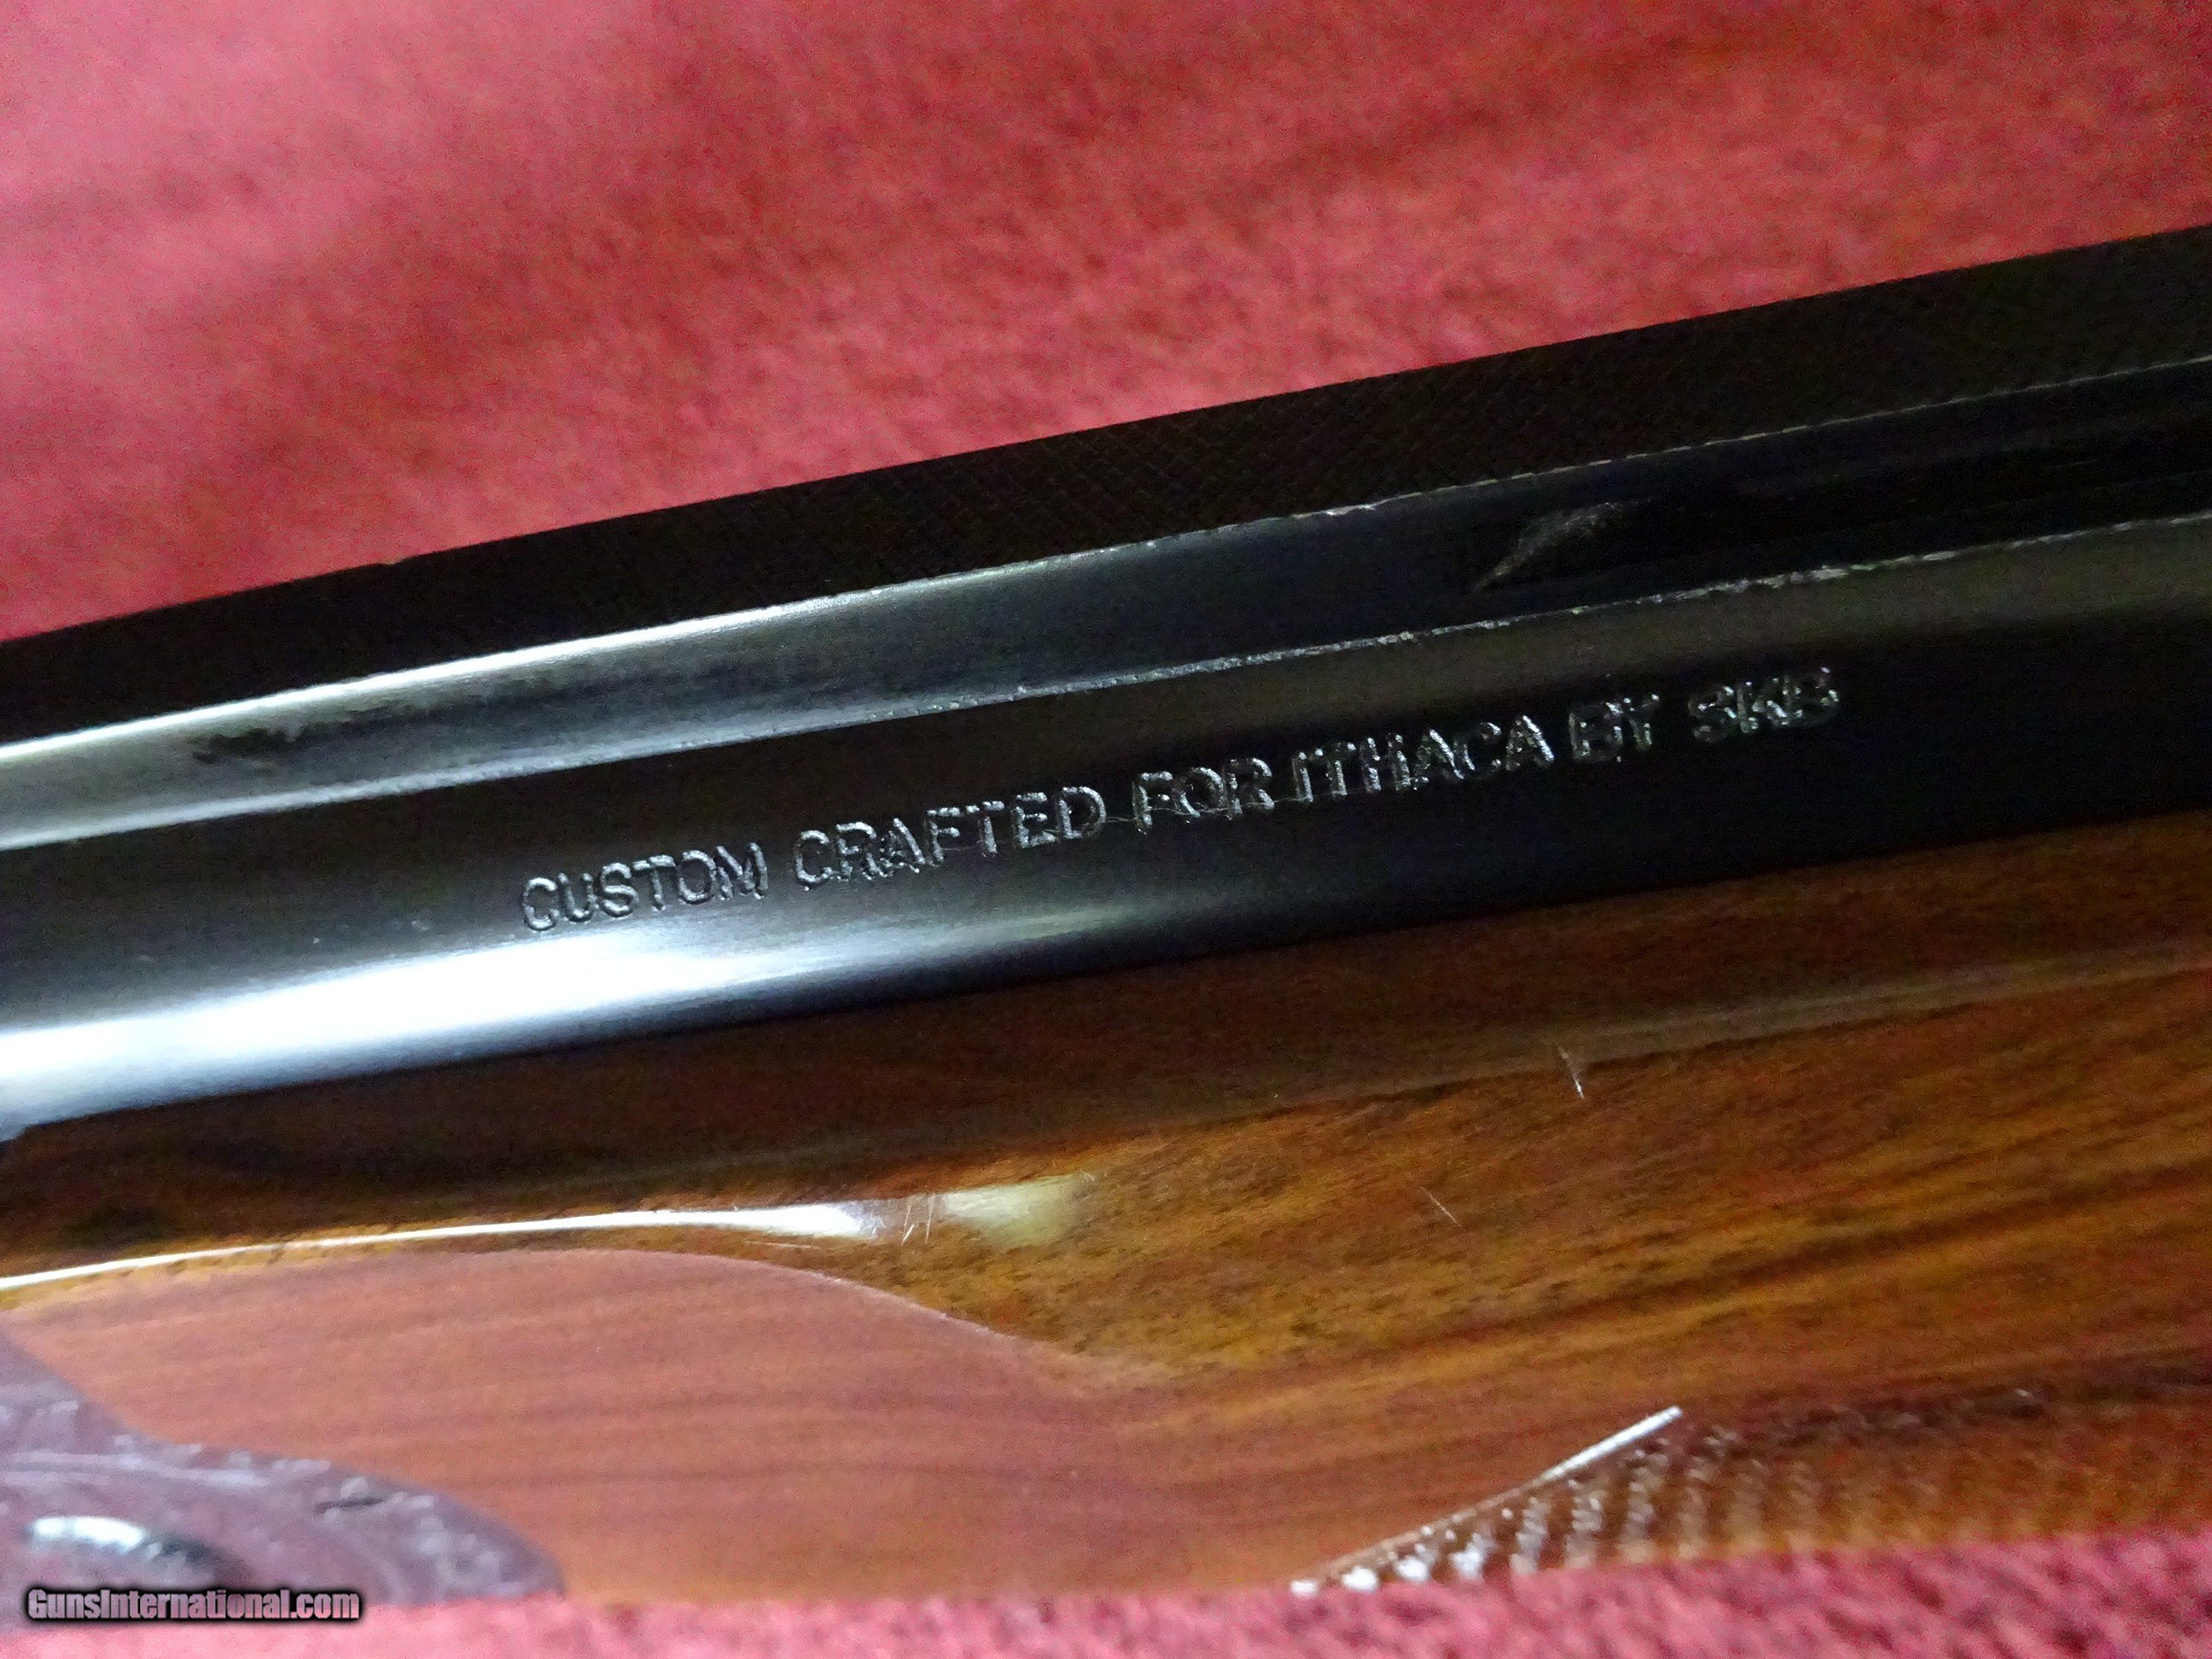 CUSTOM CRAFTED FOR ITHACA BY SKB
GunsInternational.com